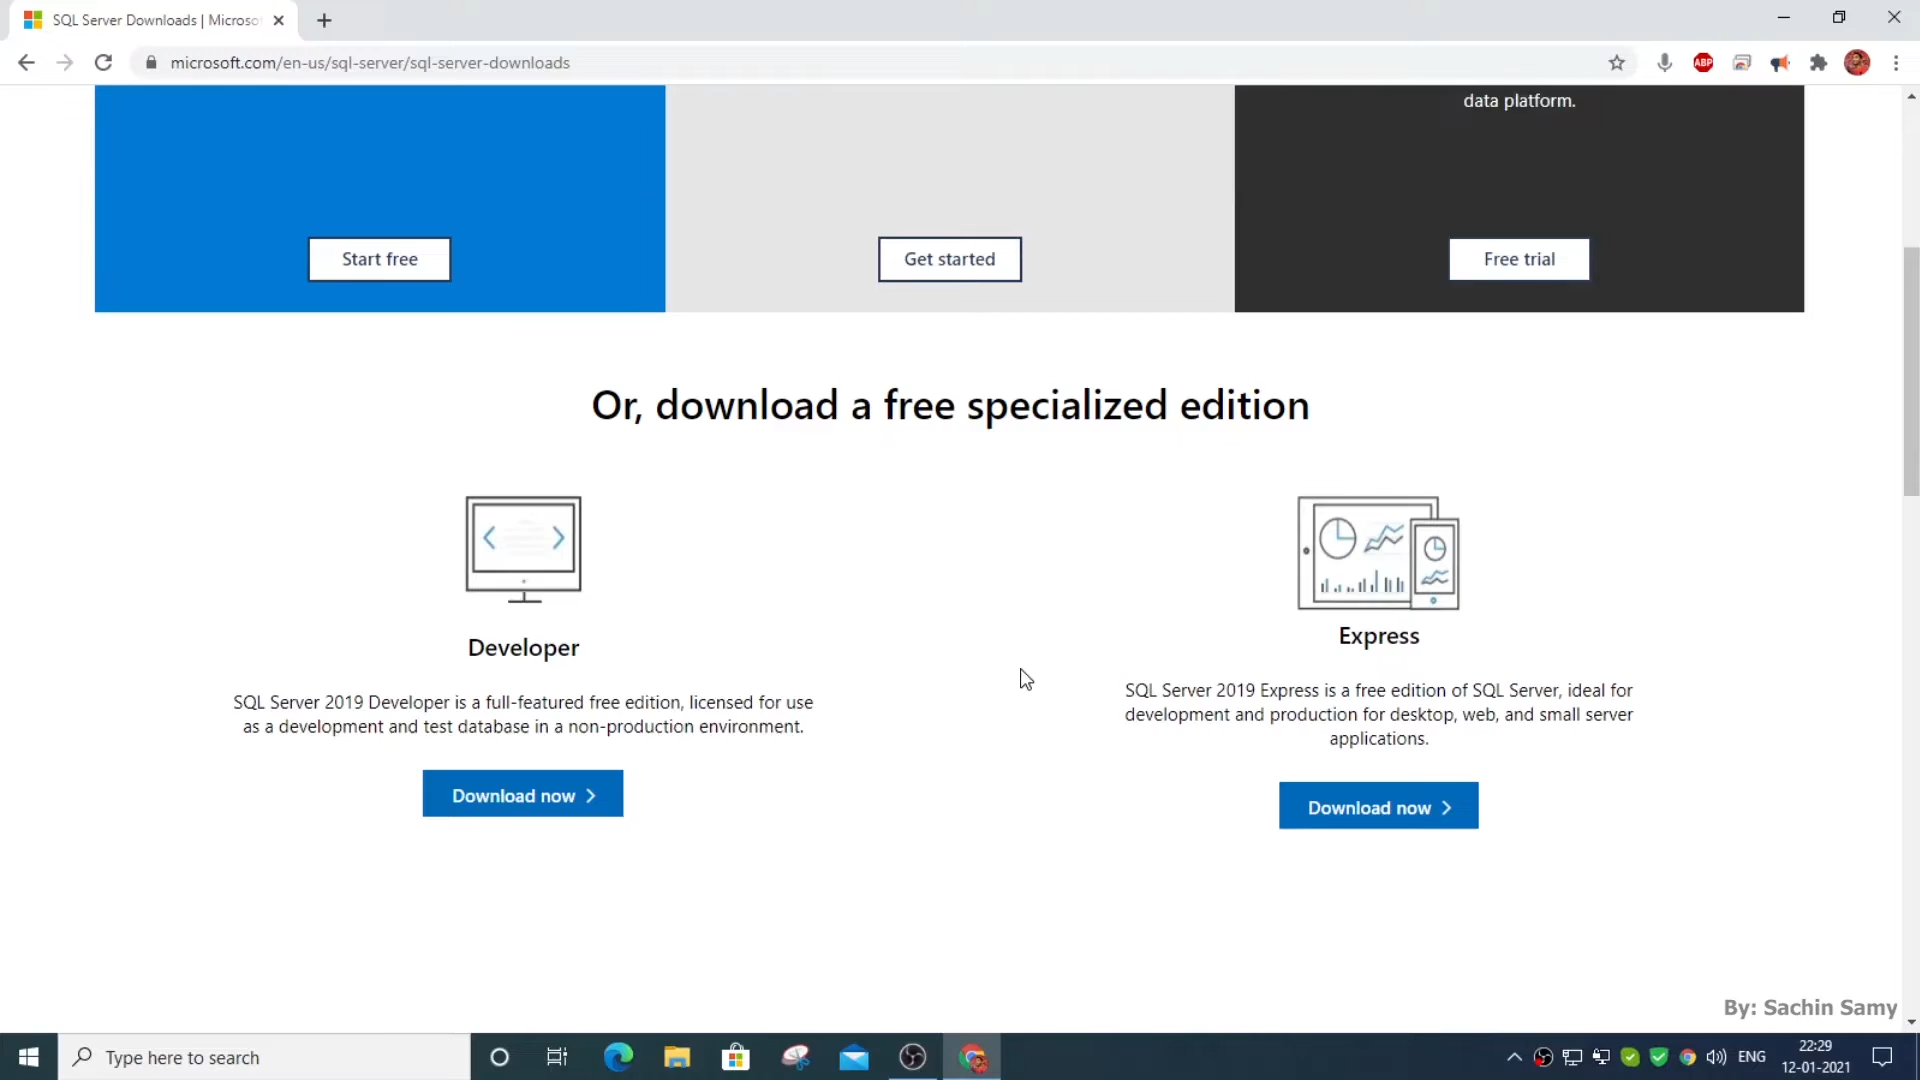 SQL Server Downloads | Microso
microsoft.com/en-us/sql-server/sql-server-downloads
ABP
data platform.
Start free
Get started
Free trial
Or, download a free specialized edition
Developer
SQL Server 2019 Developer is a full-featured free edition, licensed for use
as a development and test database in a non-production environment.
Download now
Express
SQL Server 2019 Express is a free edition of SQL Server, ideal for
development and production for desktop, web, and small server
applications.
Download now
By: Sachin Samy
Type here to search
ENG
22:29
12-01-2021